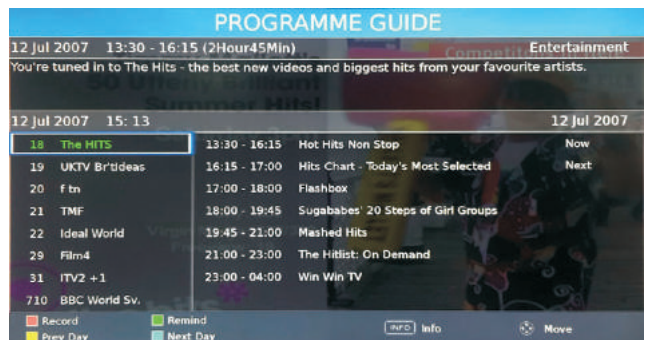 PROGRAMME GUIDE
12 Jul 2007 13:30 - 16:15 (2Hour45Min) Entertainment
You're tuned in to The Hits - the best new videos and biggest hits from your favourite artists.
Summer Hits!
12 Jul 2007 15:13 12 Jul 2007
18 The HITS 13:30 - 16:15 Hot Hits Non Stop Now
19 UKTV Br'tIdeas 16:15 - 17:00 Hits Chart - Today's Most Selected Next
20 f tn 17:00 - 18:00 Flashbox
21 TMF 18:00 - 19:45 Sugababes' 20 Steps of Girl Groups
22 Ideal World 19:45 - 21:00 Mashed Hits
29 Film4 21:00 - 23:00 The Hitlist: On Demand
31 ITV2 +1 23:00 - 04:00 Win Win TV
710 BBC World Sv.
Record Remind INFO Info Move
Prev Day Next Day